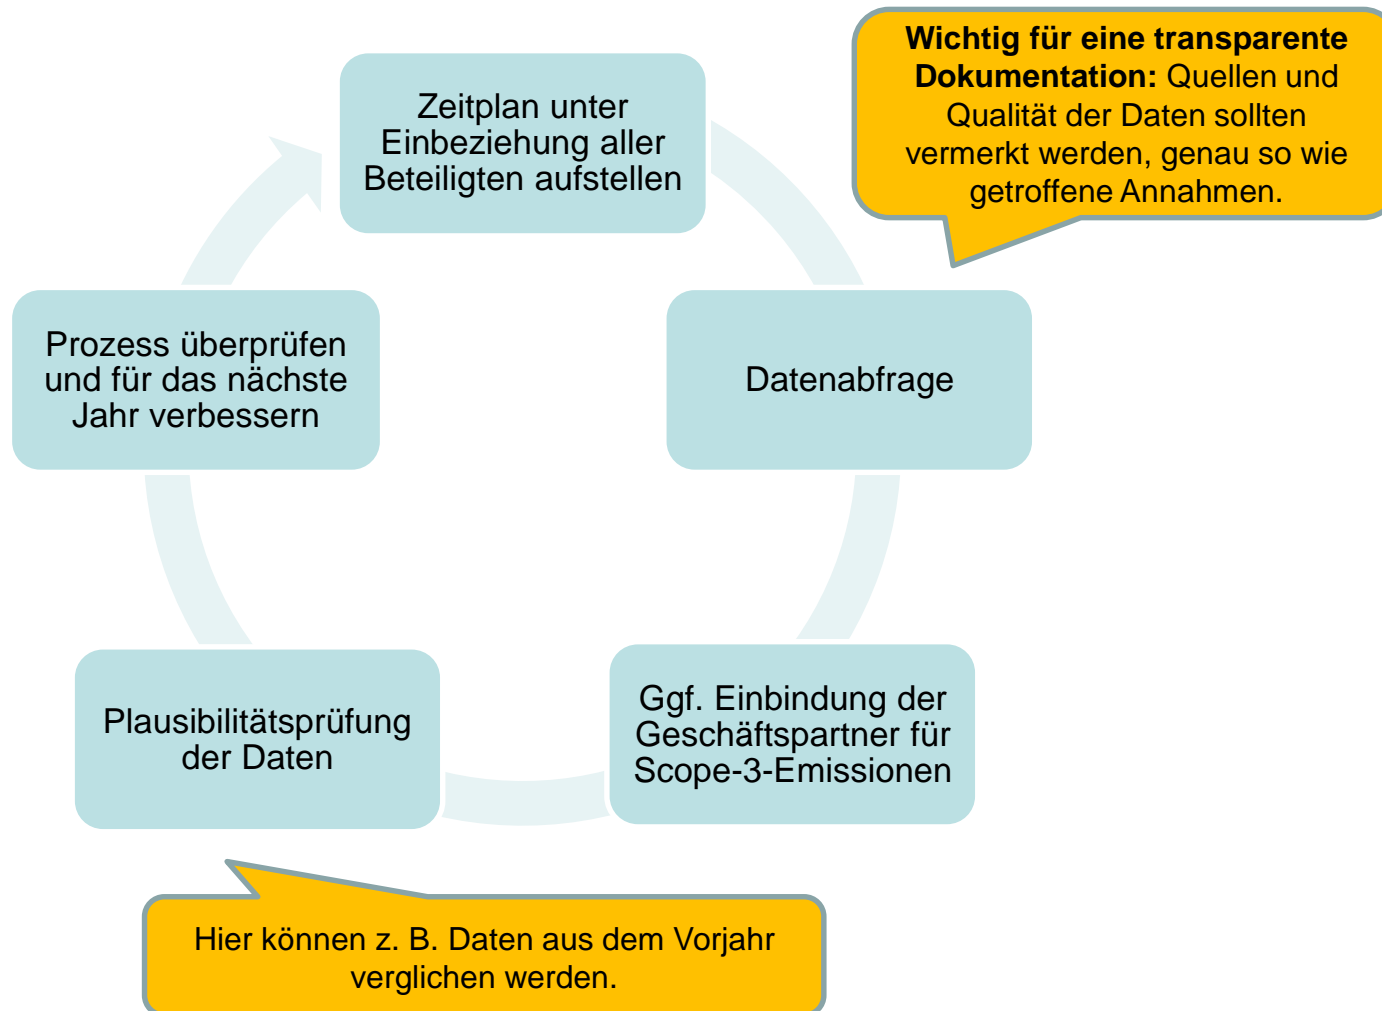 Zeitplan unter
Einbeziehung aller
Beteiligten aufstellen
Wichtig für eine transparente
Dokumentation: Quellen und
Qualität der Daten sollten
vermerkt werden, genau so wie
getroffene Annahmen.
Datenabfrage
Ggf. Einbindung der
Geschäftspartner für
Scope-3-Emissionen
Plausibilitätsprüfung
der Daten
Hier können z. B. Daten aus dem Vorjahr
verglichen werden.
Prozess überprüfen
und für das nächste
Jahr verbessern